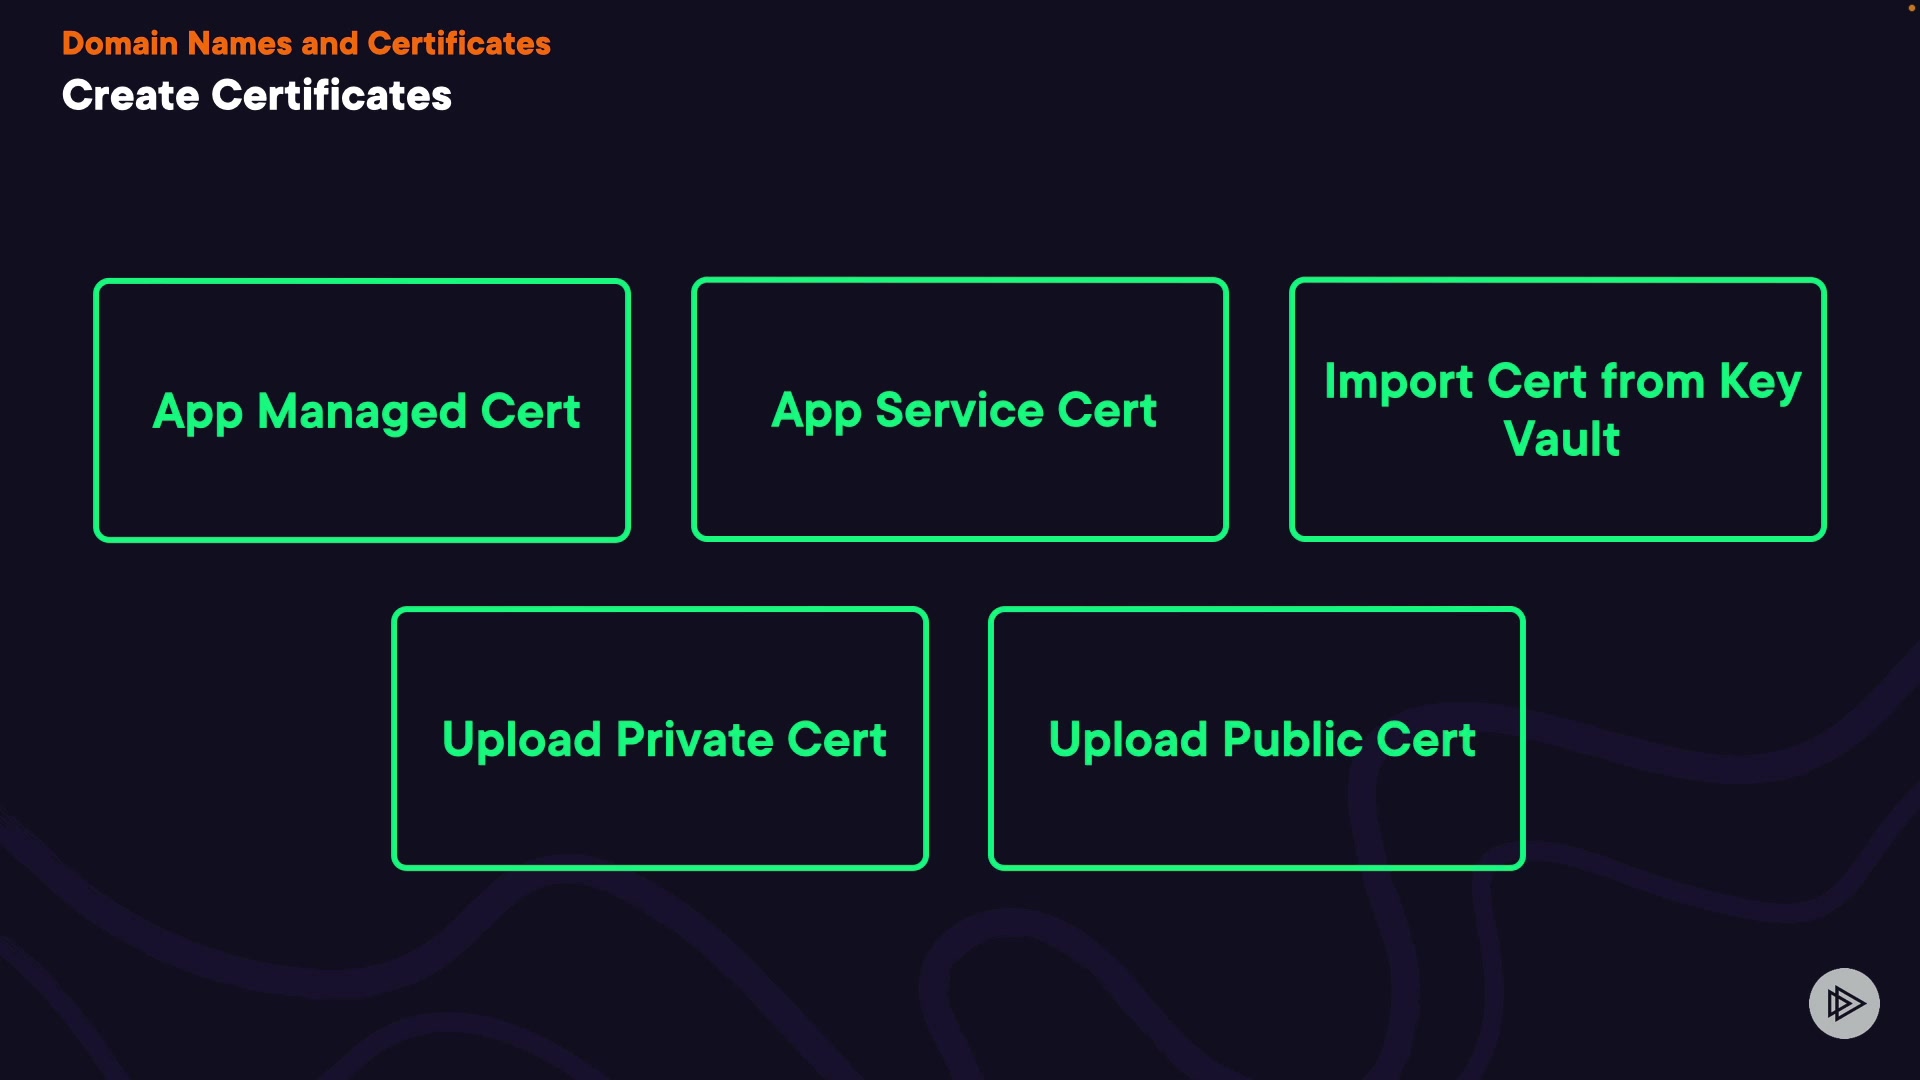 Domain Names and Certificates
Create Certificates
App Managed Cert
App Service Cert
Import Cert from Key
Vault
Upload Private Cert
Upload Public Cert